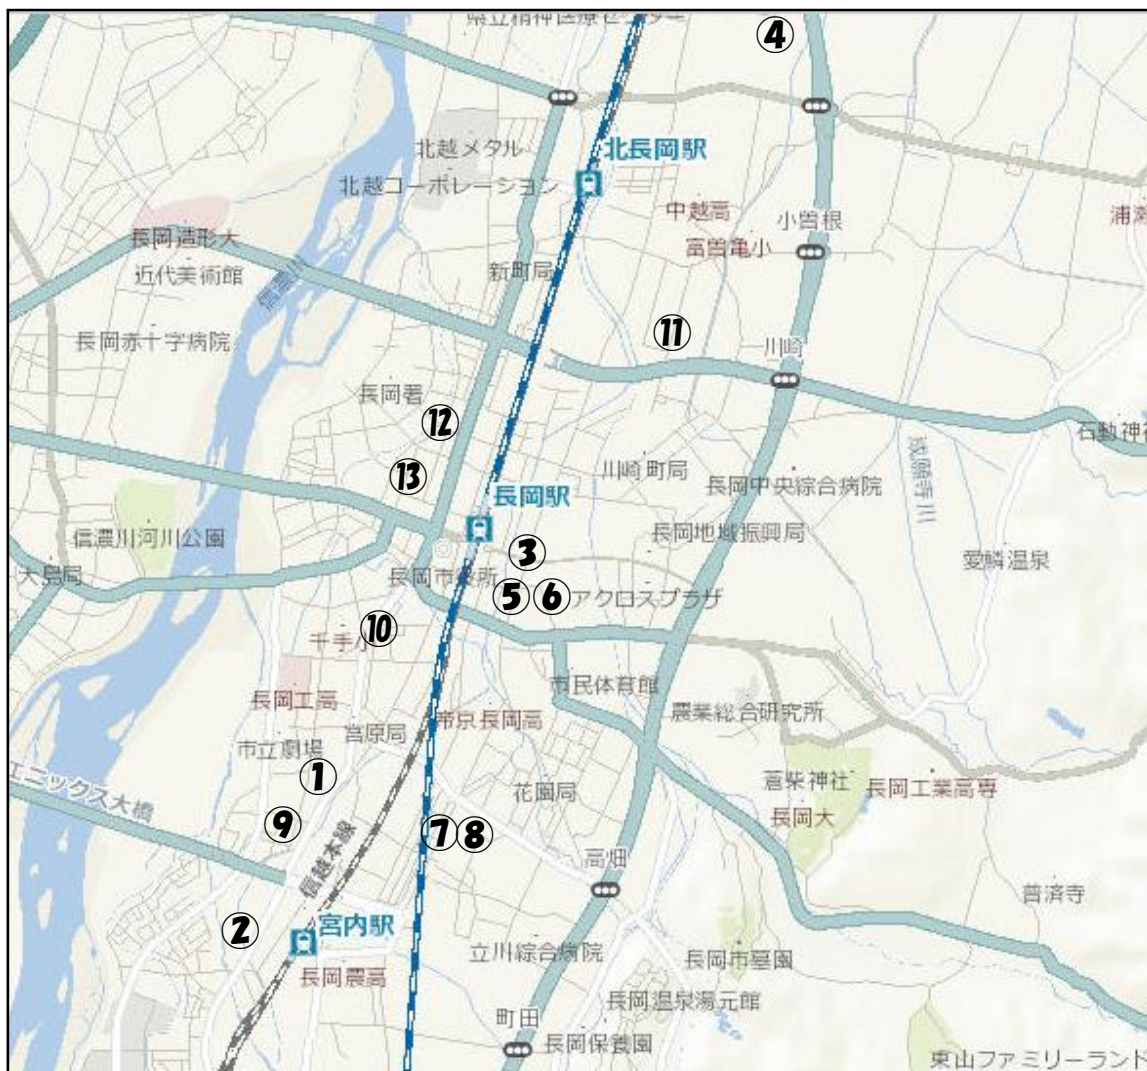 県立精神医療センター
④
北長岡駅
北越メタル
北越コーポレーション
中越高
小曽根
富曽亀小
浦瀬
長岡造形大
近代美術館
信濃川
新町局
長岡赤十字病院
⑪
川崎
長岡署
⑫
石動神社
⑬
長岡駅
川崎町局
長岡中央綜合病院
成願寺川
信濃川河川公園
③
長岡地域振興局
愛鱗温泉
大島局
長岡市役所
⑤
⑥
アクロスプラザ
⑩
千手小
長岡工高
市民体育館
帝京長岡高
農業総合研究所
宮原局
市立劇場
①
蒼柴神社
長岡工業高専
長岡大
花園局
エニックス大橋
⑨
信越本線
⑦
⑧
高畑
普済寺
②
宮内駅
立川綜合病院
長岡市墓園
長岡農高
長岡温泉湯元館
町田
長岡保養園
東山ファミリーランド